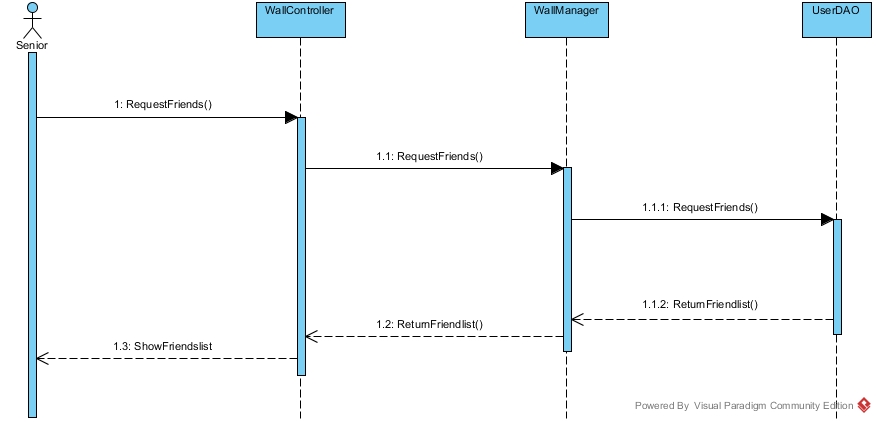 WallController
WallManager
UserDAO
Senior
1: RequestFriends()
1.1: RequestFriends()
1.1.1: RequestFriends()
1.1.2: ReturnFriendlist()
1.2: ReturnFriendlist()
1.3: ShowFriendslist
Powered By Visual Paradigm Community Edition